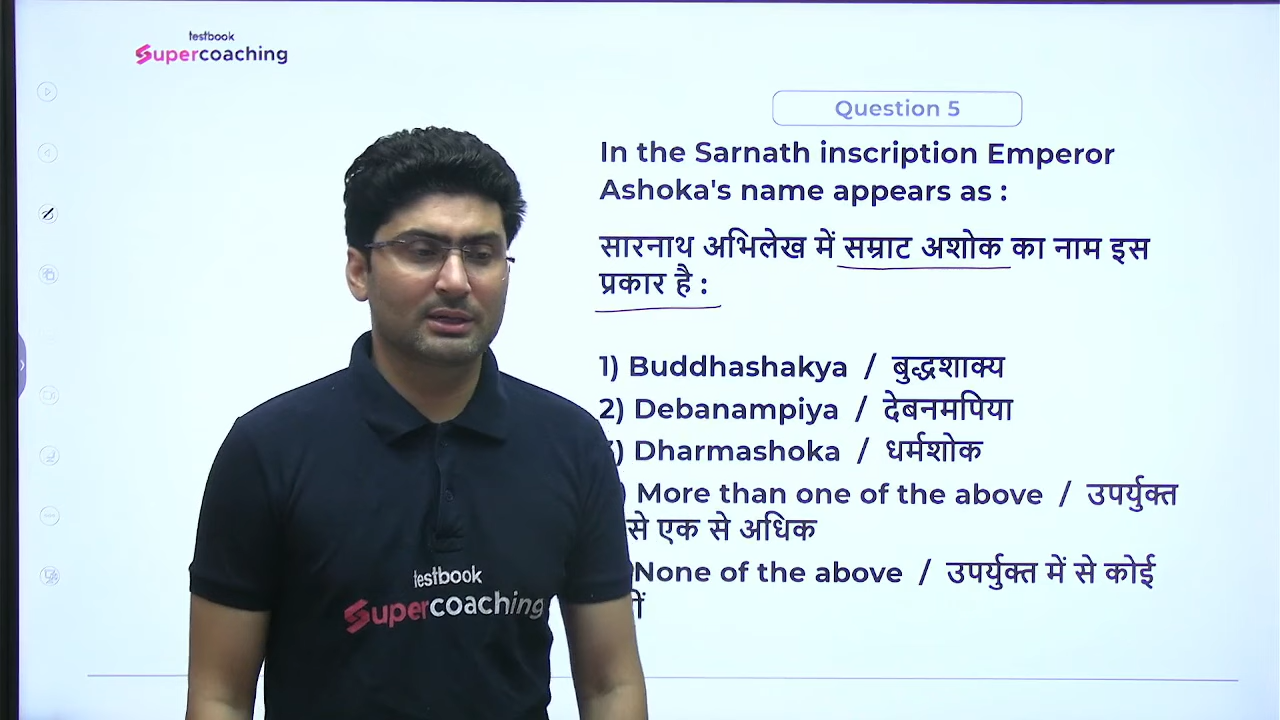 testbook
Supercoaching
Question 5
In the Sarnath inscription Emperor
Ashoka's name appears as :
सारनाथ अभिलेख में सम्राट अशोक का नाम इस
प्रकार है :
1) Buddhashakya / बुद्धशाक्य
2) Debanampiya / देबनमपिया
) Dharmashoka / धर्मशोक
) More than one of the above / उपर्युक्त
से एक से अधिक
None of the above / उपर्युक्त में से कोई
testbook
Supercoaching